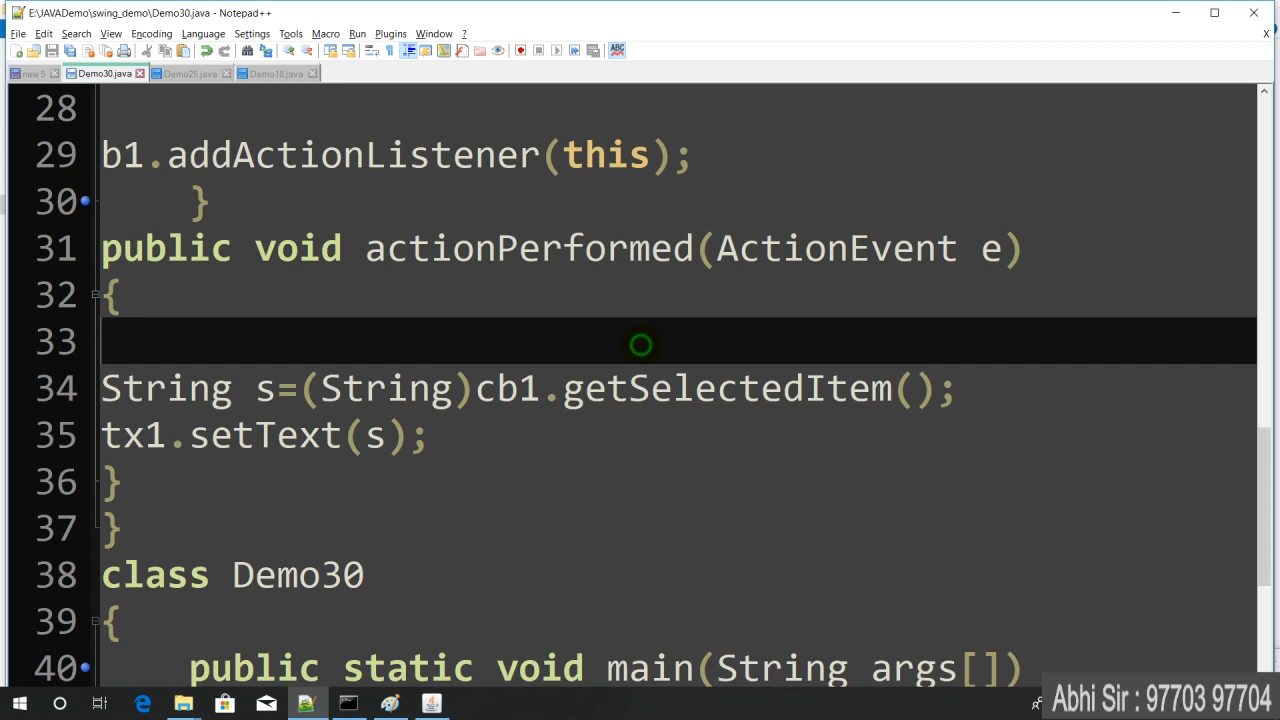 E:\JAVADemo\swing_demo\Demo30.java - Notepad++
File Edit Search View Encoding Language Settings Tools Macro Run Plugins Window ? X
new 5 Demo30.java Demo25.java Demo18.java
28
29 b1.addActionListener(this);
30 }
31 public void actionPerformed(ActionEvent e)
32 {
33
34 String s=(String)cb1.getSelectedItem();
35 tx1.setText(s);
36 }
37 }
38 class Demo30
39 {
40 public static void main(String args[])
Abhi Sir : 97703 97704